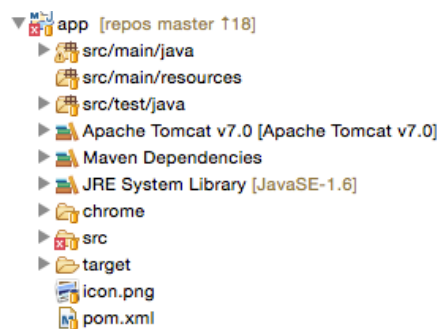 app [repos master ↑18]
src/main/java
src/main/resources
src/test/java
Apache Tomcat v7.0 [Apache Tomcat v7.0]
Maven Dependencies
JRE System Library [JavaSE-1.6]
chrome
src
target
icon.png
pom.xml